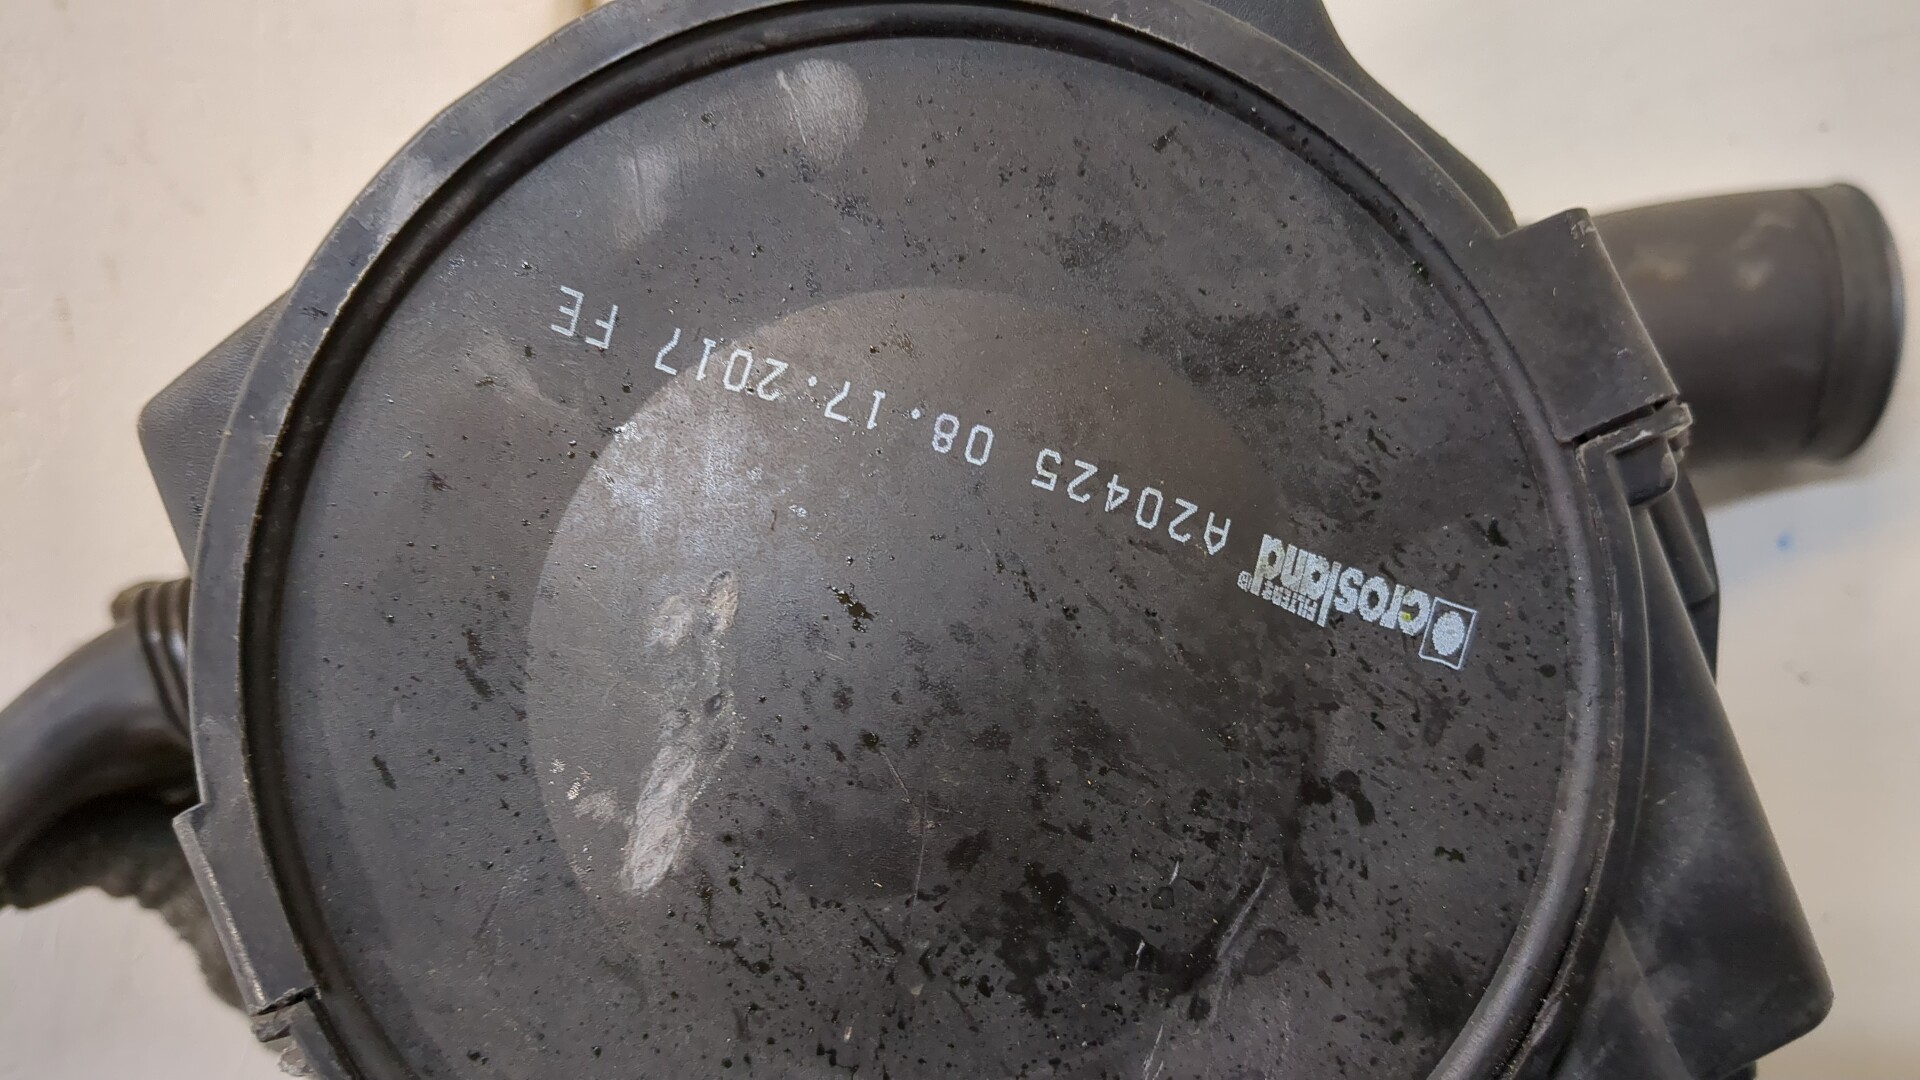 crosland A20425 08.17.2017 FE
FILTERS